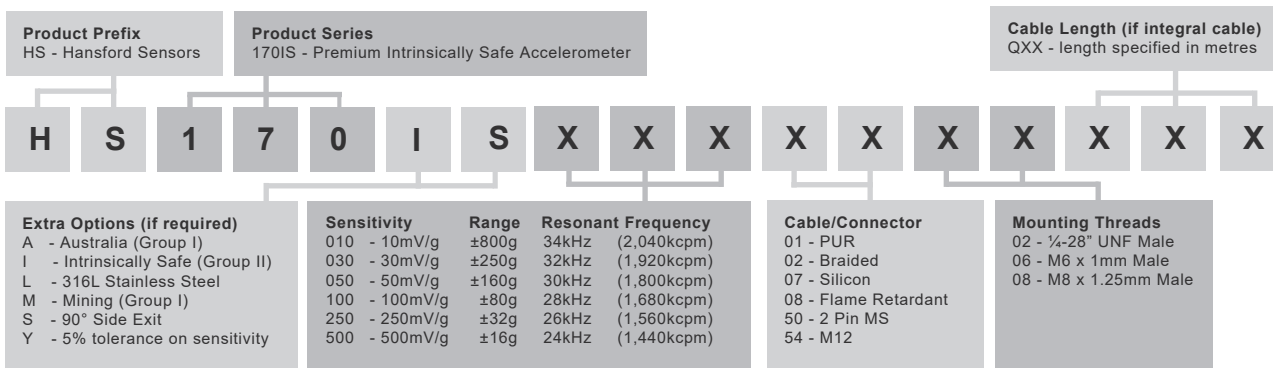 Product Prefix
HS - Hansford Sensors
Product Series
170IS - Premium Intrinsically Safe Accelerometer
Cable Length (if integral cable)
QXX - length specified in metres
H S 1 7 0 I S X X X X X X X X X X
Extra Options (if required)
A - Australia (Group I)
I - Intrinsically Safe (Group II)
L - 316L Stainless Steel
M - Mining (Group I)
S - 90° Side Exit
Y - 5% tolerance on sensitivity
Sensitivity Range Resonant Frequency
010 - 10mV/g ±800g 34kHz (2,040kcpm)
030 - 30mV/g ±250g 32kHz (1,920kcpm)
050 - 50mV/g ±160g 30kHz (1,800kcpm)
100 - 100mV/g ±80g 28kHz (1,680kcpm)
250 - 250mV/g ±32g 26kHz (1,560kcpm)
500 - 500mV/g ±16g 24kHz (1,440kcpm)
Cable/Connector
01 - PUR
02 - Braided
07 - Silicon
08 - Flame Retardant
50 - 2 Pin MS
54 - M12
Mounting Threads
02 - ¼-28” UNF Male
06 - M6 x 1mm Male
08 - M8 x 1.25mm Male